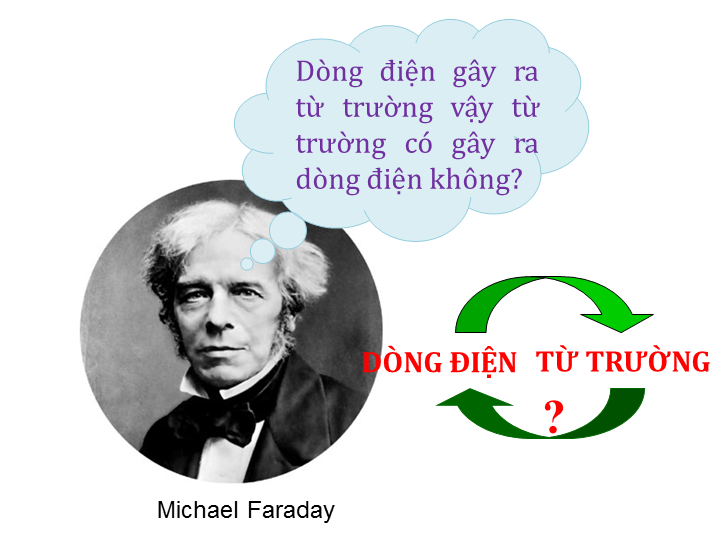 Dòng điện gây ra
từ trường vậy từ
trường có gây ra
dòng điện không?
DÒNG ĐIỆN TỪ TRƯỜNG
?
Michael Faraday